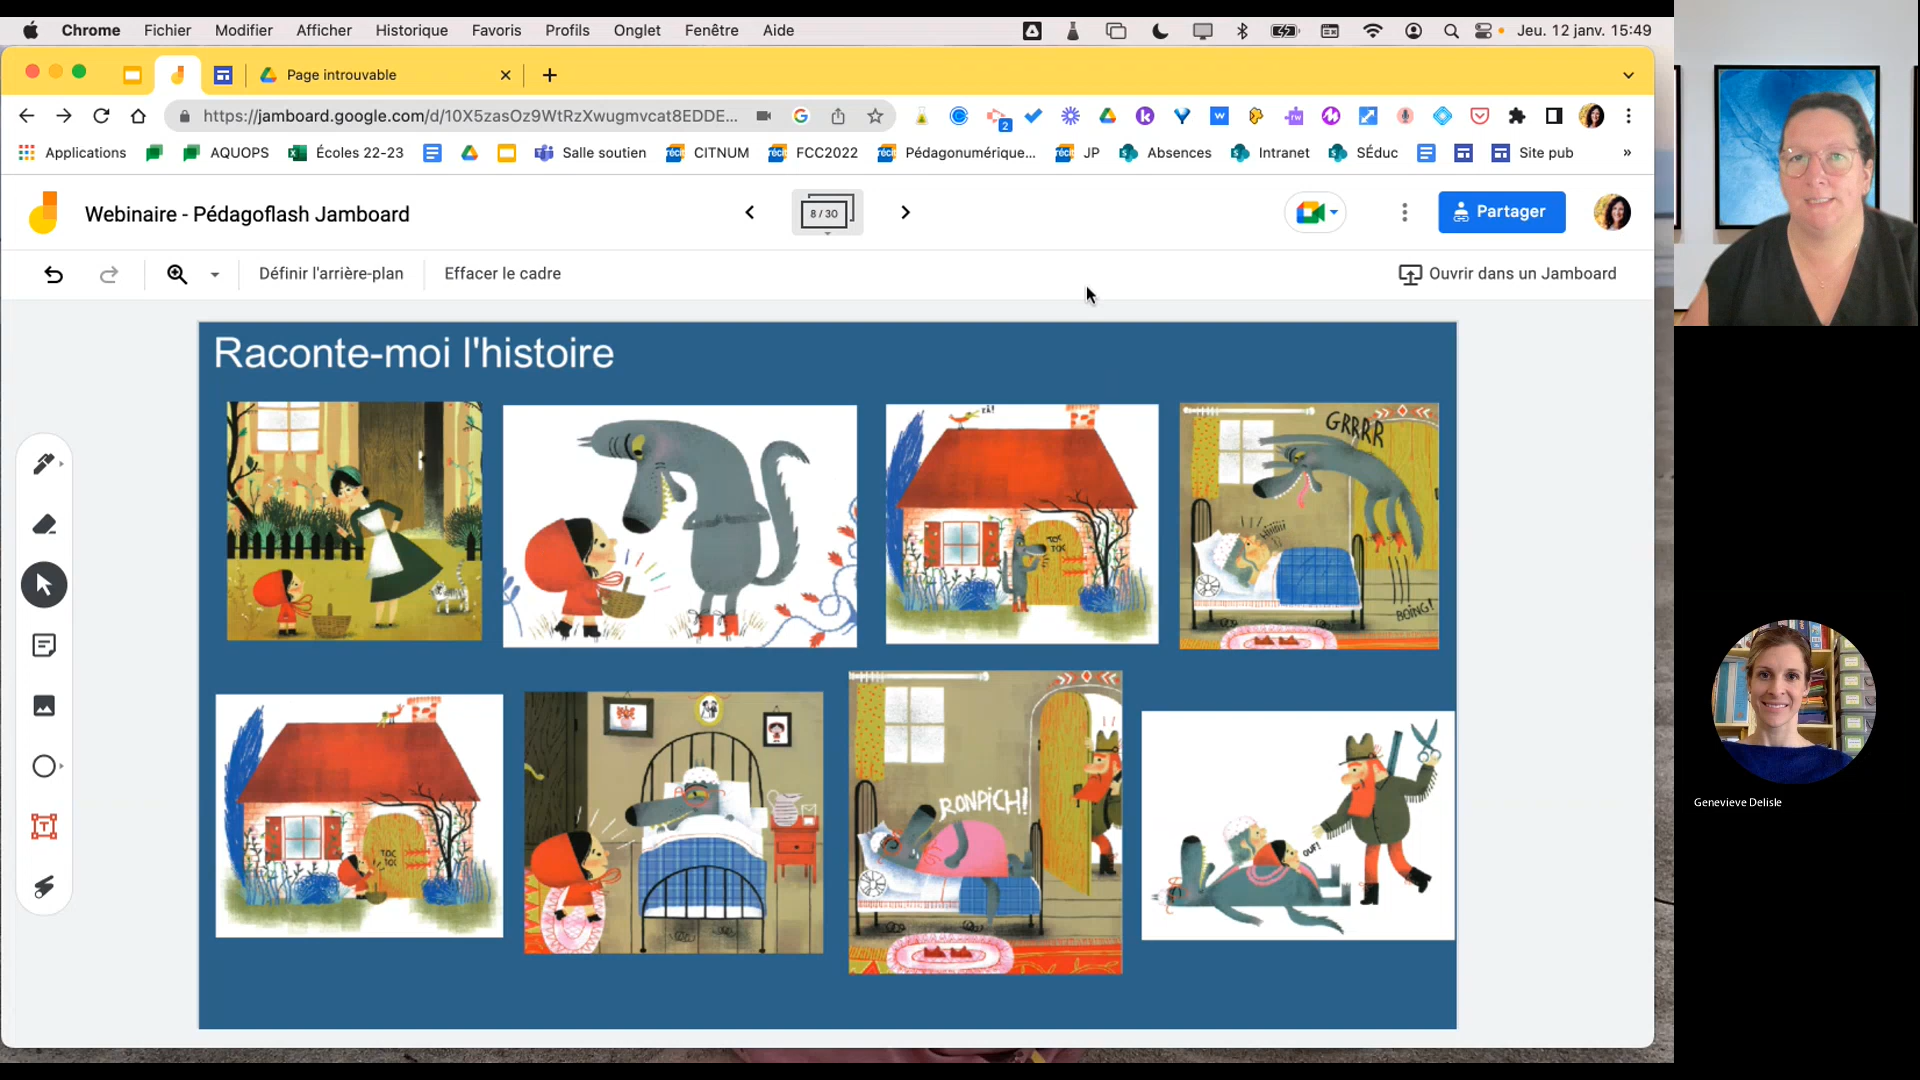 Chrome Fichier Modifier Afficher Historique Favoris Profils Onglet Fenêtre Aide Jeu. 12 janv. 15:49
Page introuvable
https://jamboard.google.com/d/10X5zasOz9WtRzXwugmvcat8EDDE... 2
Applications AQUOPS Écoles 22-23 Salle soutien CITNUM FCC2022 Pédagonumérique... JP Absences Intranet SÉduc Site pub »
Webinaire - Pédagoflash Jamboard 8 / 30 Partager
Définir l'arrière-plan Effacer le cadre Ouvrir dans un Jamboard
Raconte-moi l'histoire
GRRRR
TOC
TOC
BOING!
TOC
TOC
RONPICH!
OUF!
Genevieve Delisle